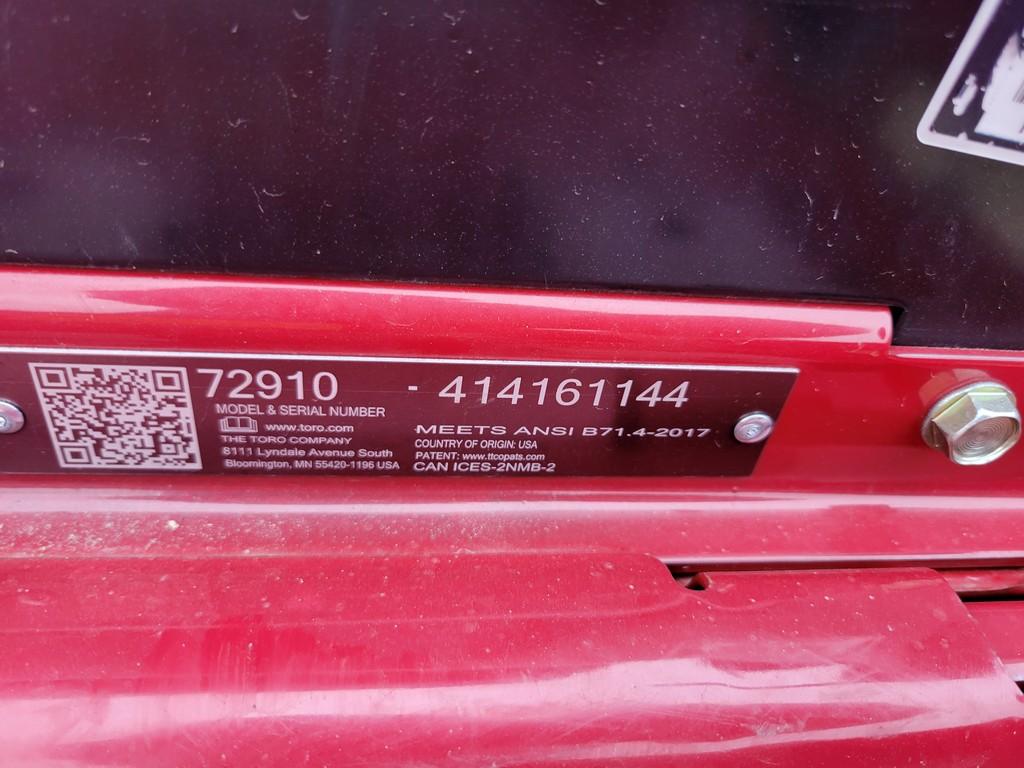 72910 - 414161144
MODEL & SERIAL NUMBER
www.toro.com
THE TORO COMPANY
8111 Lyndale Avenue South
Bloomington, MN 55420-1196 USA
MEETS ANSI B71.4-2017
COUNTRY OF ORIGIN: USA
PATENT: www.ttcopats.com
CAN ICES-2NMB-2